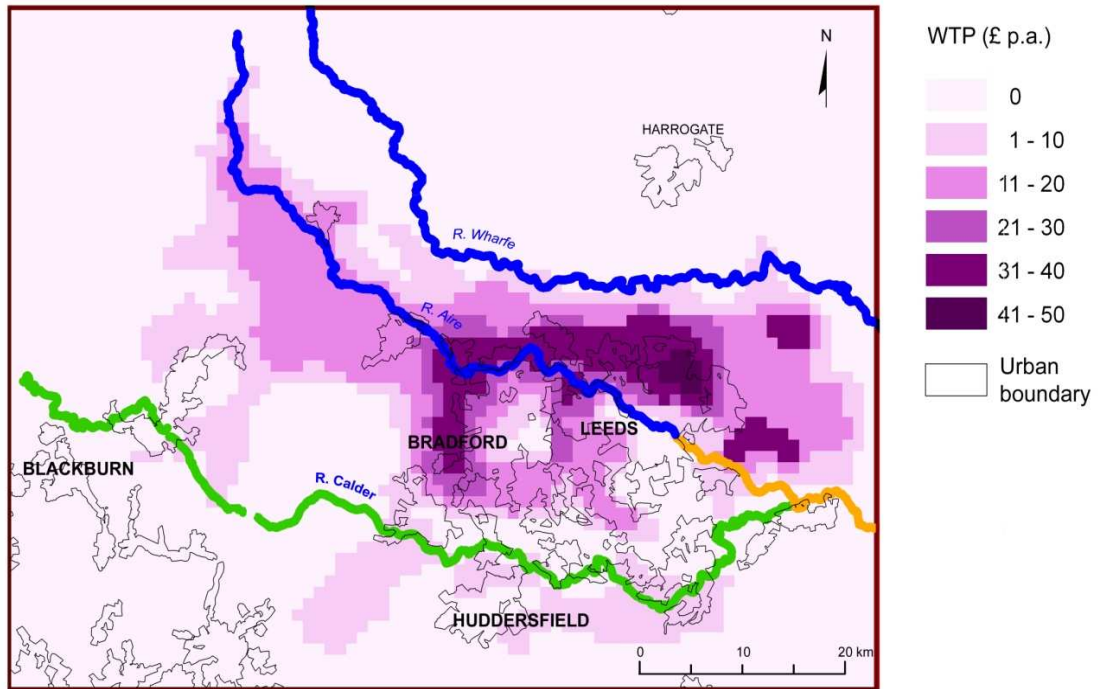 N
HARROGATE
R. Wharfe
R. Aire
LEEDS
BRADFORD
BLACKBURN
R. Calder
HUDDERSFIELD
0 10 20 km
WTP (£ p.a.)
0
1 - 10
11 - 20
21 - 30
31 - 40
41 - 50
Urban
boundary